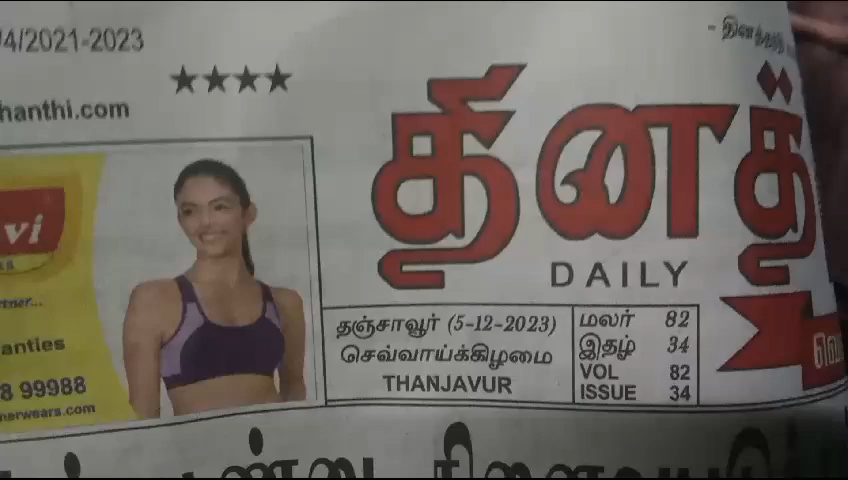 /4/2021-2023
hanthi.com
vi
anties
8 99988
nerwears.com
தினத்
DAILY
தஞ்சாவூர் (5-12-2023)
செவ்வாய்க்கிழமை
THANJAVUR
மலர் 82
இதழ் 34
VOL 82
ISSUE 34